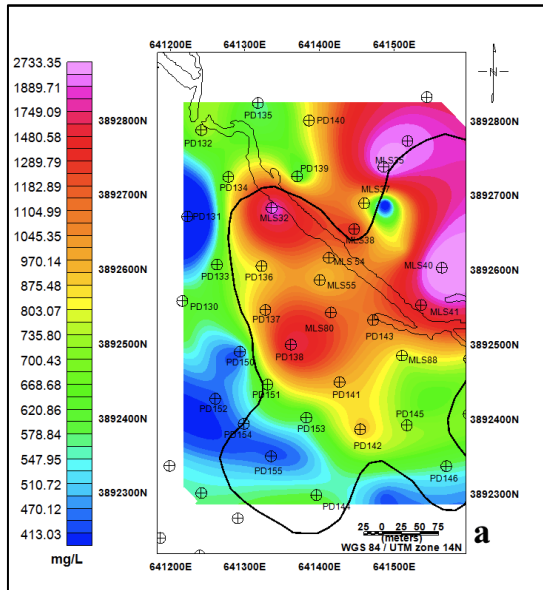 641200E 641300E 641400E 641500E
2733.35
1889.71
1749.09
1480.58
1289.79
1182.89
1104.99
1045.35
970.14
875.48
803.07
735.80
700.43
668.68
620.86
578.84
547.95
510.72
470.12
413.03
mg/L
N
3892800N
3892700N
3892600N
3892500N
3892400N
3892300N
PD135
PD140
PD132
MLS35
PD139
PD134
MLS37
PD131
MLS32
MLS38
MLS 54
MLS40
PD133
PD136
MLS55
PD130
MLS41
PD137
MLS80
PD143
PD138
PD150
MLS88
PD151
PD141
PD152
PD153
PD145
PD154
PD142
PD155
PD146
PD144
3892800N
3892700N
3892600N
3892500N
3892400N
3892300N
25 0 25 50 75
(meters)
WGS 84 / UTM zone 14N
a
641200E 641300E 641400E 641500E